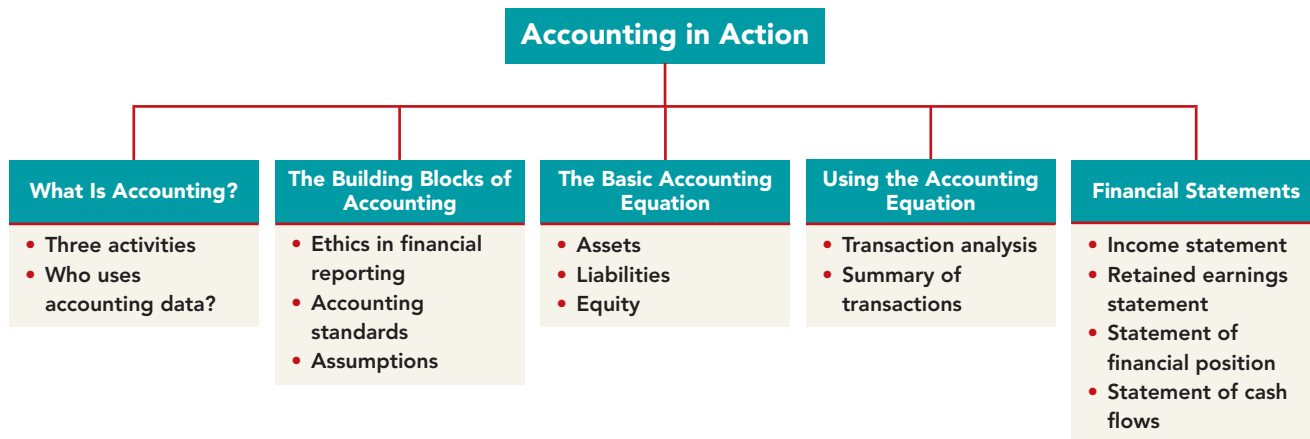 Accounting in Action
What Is Accounting?
• Three activities
• Who uses
accounting data?
The Building Blocks of
Accounting
• Ethics in financial
reporting
• Accounting
standards
• Assumptions
The Basic Accounting
Equation
• Assets
• Liabilities
• Equity
Using the Accounting
Equation
• Transaction analysis
• Summary of
transactions
Financial Statements
• Income statement
• Retained earnings
statement
• Statement of
financial position
• Statement of cash
flows